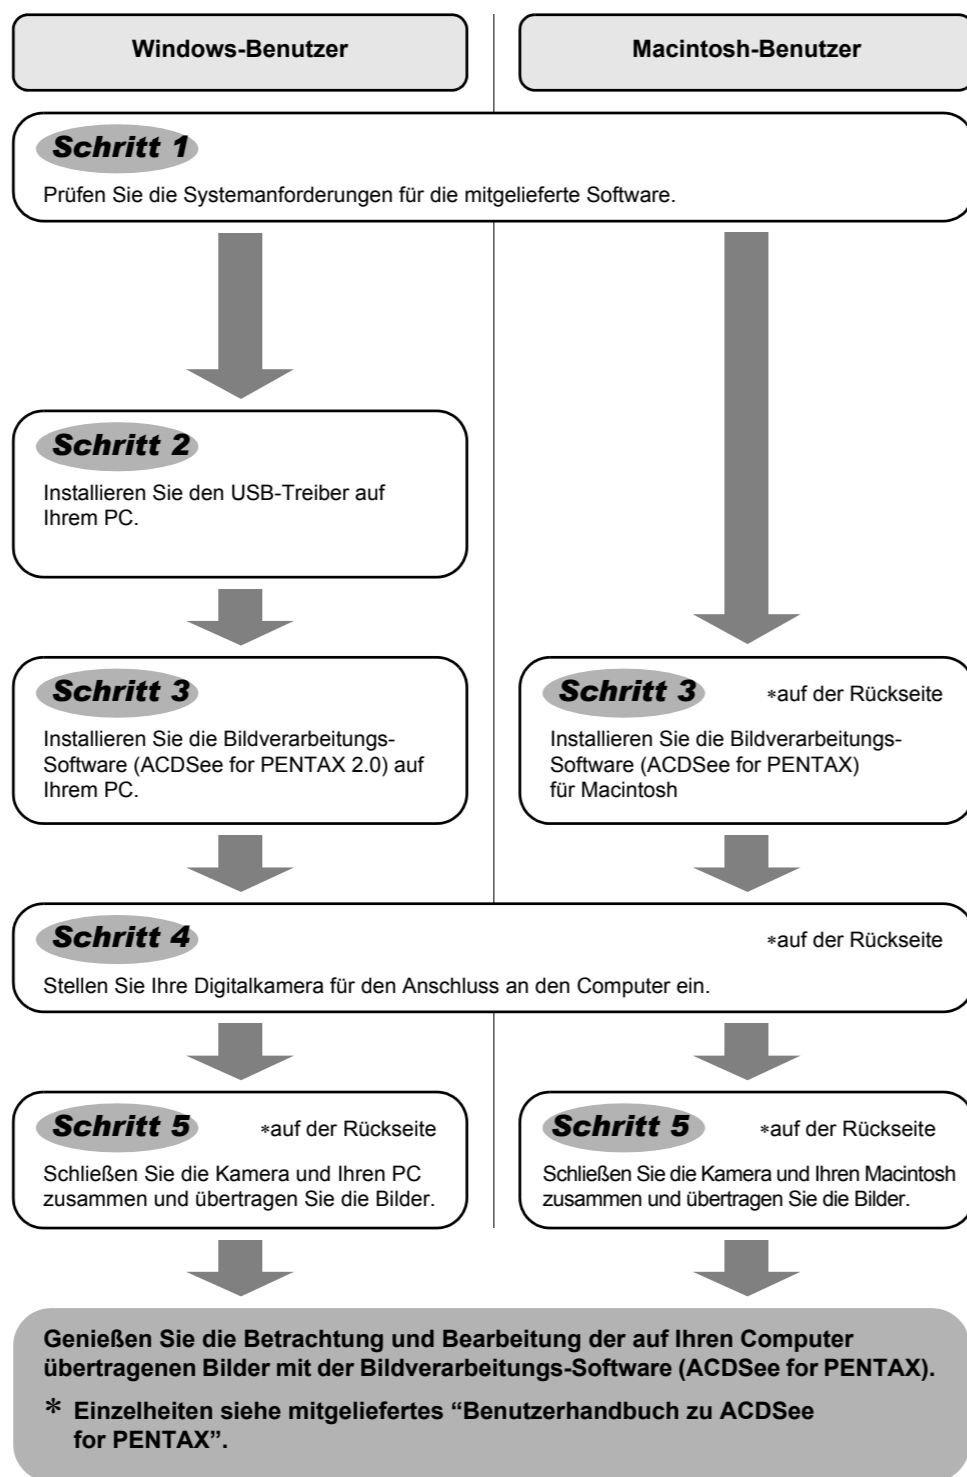 Windows-Benutzer
Macintosh-Benutzer
Schritt 1
Prüfen Sie die Systemanforderungen für die mitgelieferte Software.
Schritt 2
Installieren Sie den USB-Treiber auf
Ihrem PC.
Schritt 3
Installieren Sie die Bildverarbeitungs-
Software (ACDSee for PENTAX 2.0) auf
Ihrem PC.
Schritt 3
*auf der Rückseite
Installieren Sie die Bildverarbeitungs-
Software (ACDSee for PENTAX)
für Macintosh
Schritt 4
*auf der Rückseite
Stellen Sie Ihre Digitalkamera für den Anschluss an den Computer ein.
Schritt 5
*auf der Rückseite
Schließen Sie die Kamera und Ihren PC
zusammen und übertragen Sie die Bilder.
Schritt 5
*auf der Rückseite
Schließen Sie die Kamera und Ihren Macintosh
zusammen und übertragen Sie die Bilder.
Genießen Sie die Betrachtung und Bearbeitung der auf Ihren Computer
übertragenen Bilder mit der Bildverarbeitungs-Software (ACDSee for PENTAX).
* Einzelheiten siehe mitgeliefertes “Benutzerhandbuch zu ACDSee
for PENTAX”.